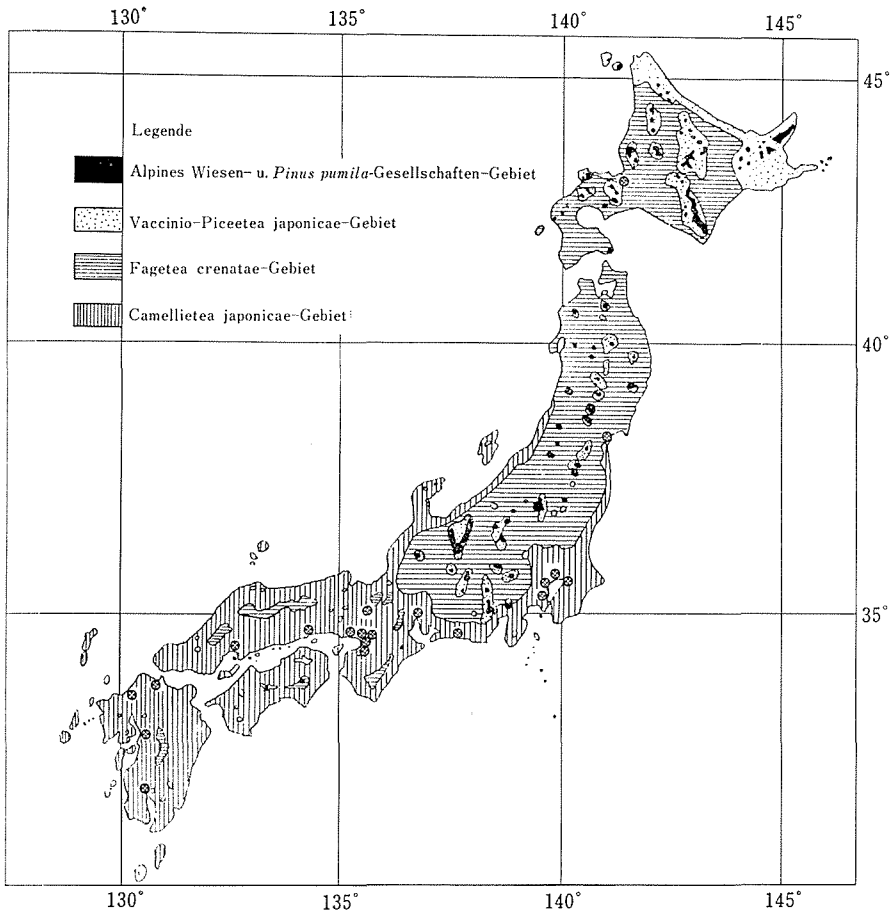 130° 135° 140° 145°
45°
Legende
Alpines Wiesen- u. Pinus pumila-Gesellschaften-Gebiet
Vaccinio-Piceetea japonicae-Gebiet
Fagetea crenatae-Gebiet
Camellietea japonicae-Gebiet
40°
35°
130° 135° 140° 145°